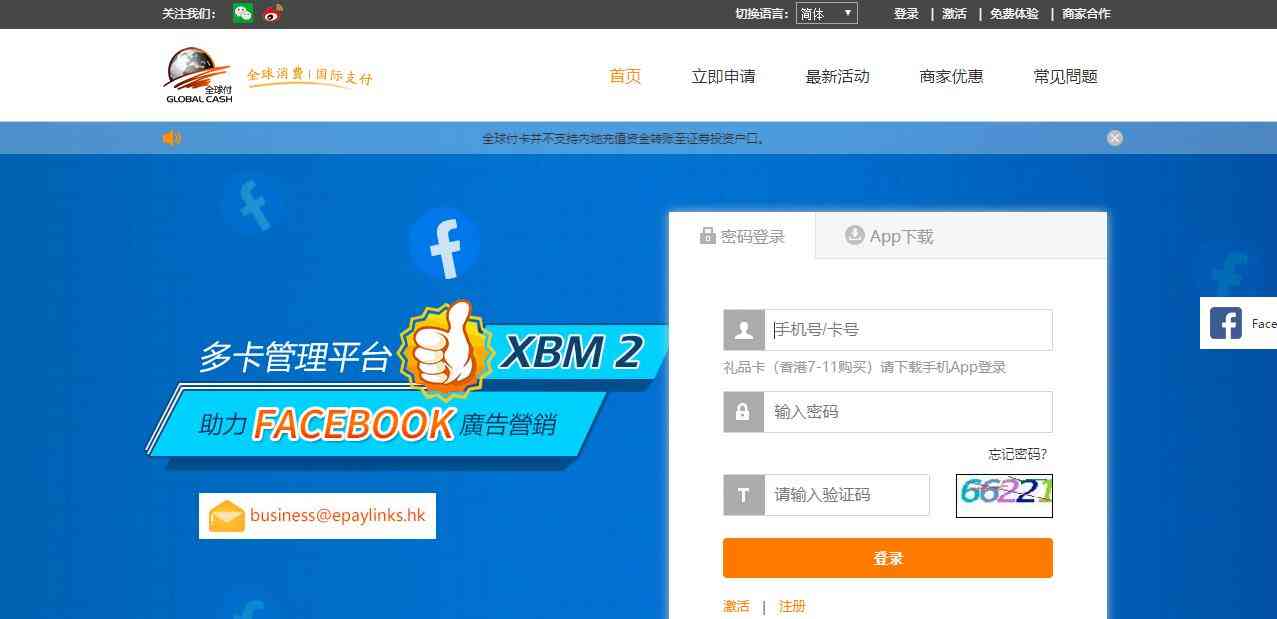 关注我们：
切换语言： 简体 登录 | 激活 | 免费体验 | 商家合作
全球付
GLOBAL CASH
全球消费 | 国际支付
首页 立即申请 最新活动 商家优惠 常见問題
全球付卡并不支持内地充值资金转账至证券投资户口。
密码登录 App下载
手机号/卡号
Face
礼品卡（香港7-11购买）请下载手机App登录
多卡管理平台 XBM 2
输入密码
助力 FACEBOOK 廣告營銷
忘记密码?
T 请输入验证码 66221
business@epaylinks.hk
登录
激活 | 注册